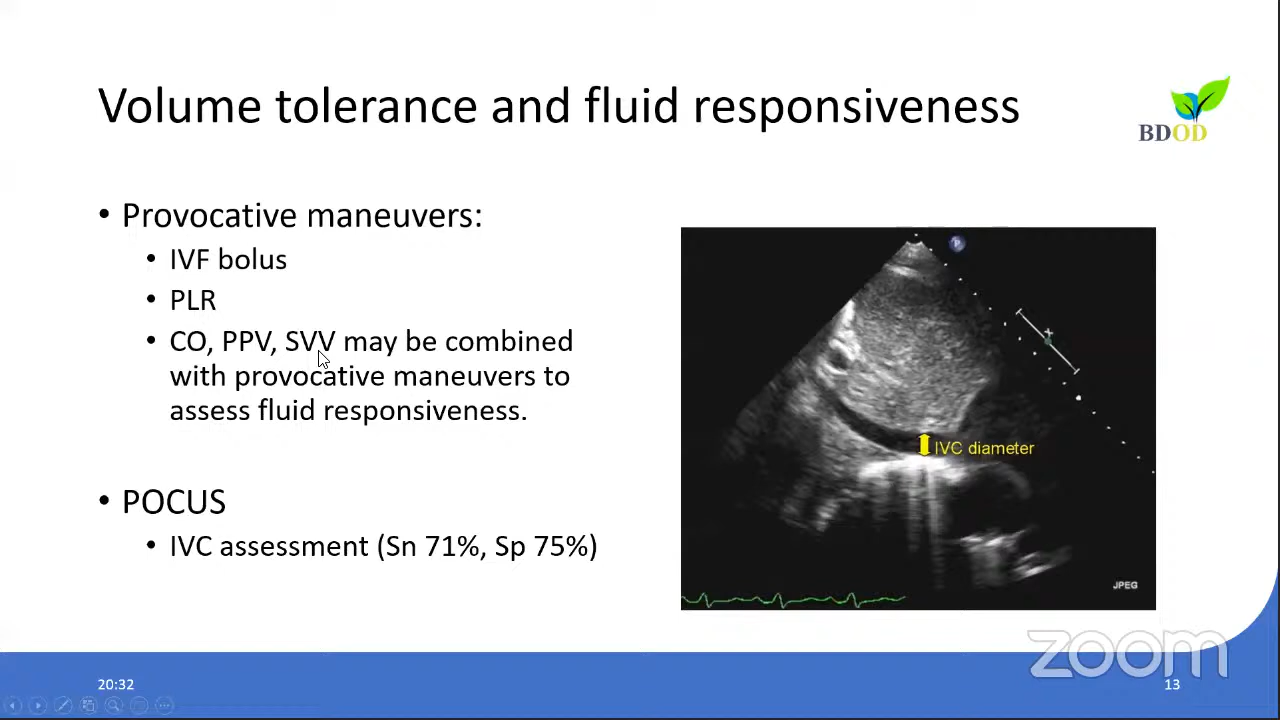 Volume tolerance and fluid responsiveness
BDOD
• Provocative maneuvers:
• IVF bolus
• PLR
• CO, PPV, SVV may be combined
with provocative maneuvers to
assess fluid responsiveness.
• POCUS
• IVC assessment (Sn 71%, Sp 75%)
P
IVC diameter
JPEG
zoom
20:32
13